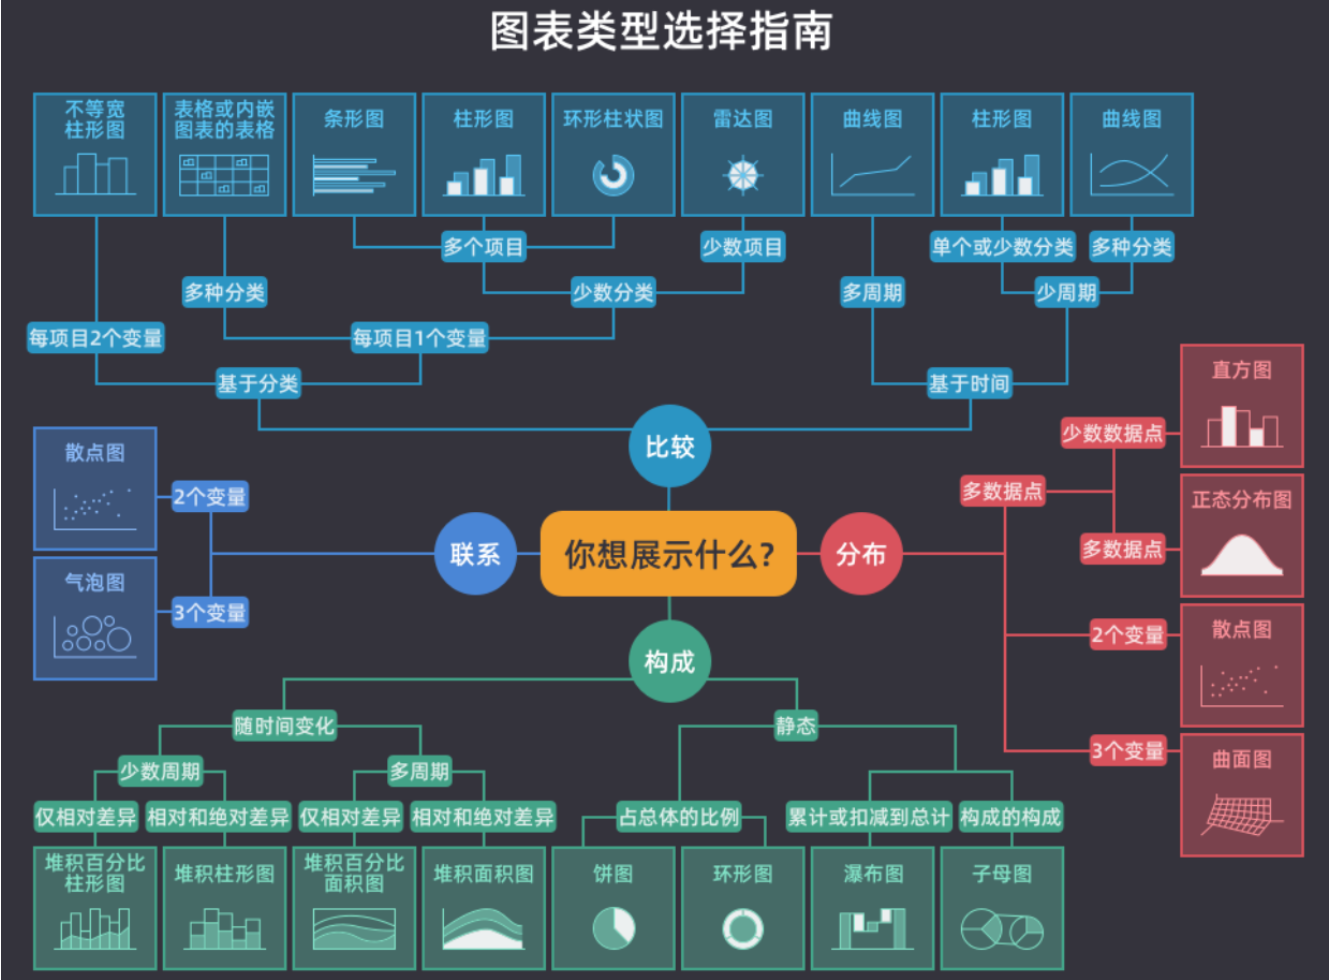 图表类型选择指南
不等宽
柱形图
表格或内嵌
图表的表格
条形图
柱形图
环形柱状图
雷达图
曲线图
柱形图
曲线图
多个项目
少数项目
单个或少数分类
多种分类
多种分类
少数分类
多周期
少周期
每项目2个变量
每项目1个变量
基于分类
基于时间
比较
散点图
2个变量
气泡图
3个变量
联系
你想展示什么?
分布
多数据点
少数数据点
直方图
多数据点
正态分布图
2个变量
散点图
3个变量
曲面图
构成
随时间变化
静态
少数周期
多周期
仅相对差异
相对和绝对差异
仅相对差异
相对和绝对差异
占总体的比例
累计或扣减到总计
构成的构成
堆积百分比
柱形图
堆积柱形图
堆积百分比
面积图
堆积面积图
饼图
环形图
瀑布图
子母图